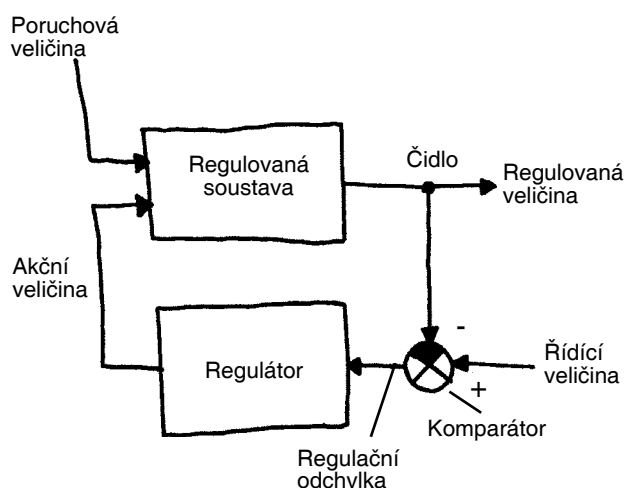 Poruchová
veličina
Regulovaná
soustava
Čidlo
Regulovaná
veličina
Akční
veličina
-
Regulátor
Řídící
veličina
+
Komparátor
Regulační
odchylka